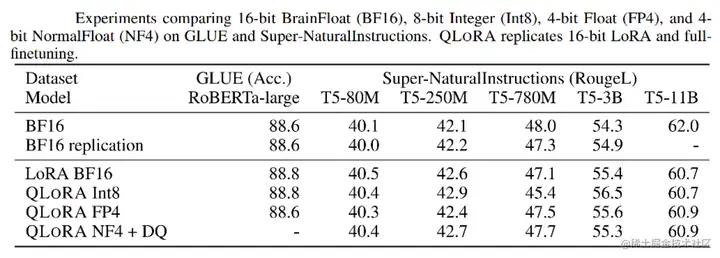 Experiments comparing 16-bit BrainFloat (BF16), 8-bit Integer (Int8), 4-bit Float (FP4), and 4-
bit NormalFloat (NF4) on GLUE and Super-NaturalInstructions. QLORA replicates 16-bit LoRA and full-
finetuning.
Dataset GLUE (Acc.) Super-NaturalInstructions (RougeL)
Model RoBERTa-large T5-80M T5-250M T5-780M T5-3B T5-11B
BF16 88.6 40.1 42.1 48.0 54.3 62.0
BF16 replication 88.6 40.0 42.2 47.3 54.9 -
LoRA BF16 88.8 40.5 42.6 47.1 55.4 60.7
QLORA Int8 88.8 40.4 42.9 45.4 56.5 60.7
QLORA FP4 88.6 40.3 42.4 47.5 55.6 60.9
QLORA NF4 + DQ - 40.4 42.7 47.7 55.3 60.9
@稀土掘金技术社区